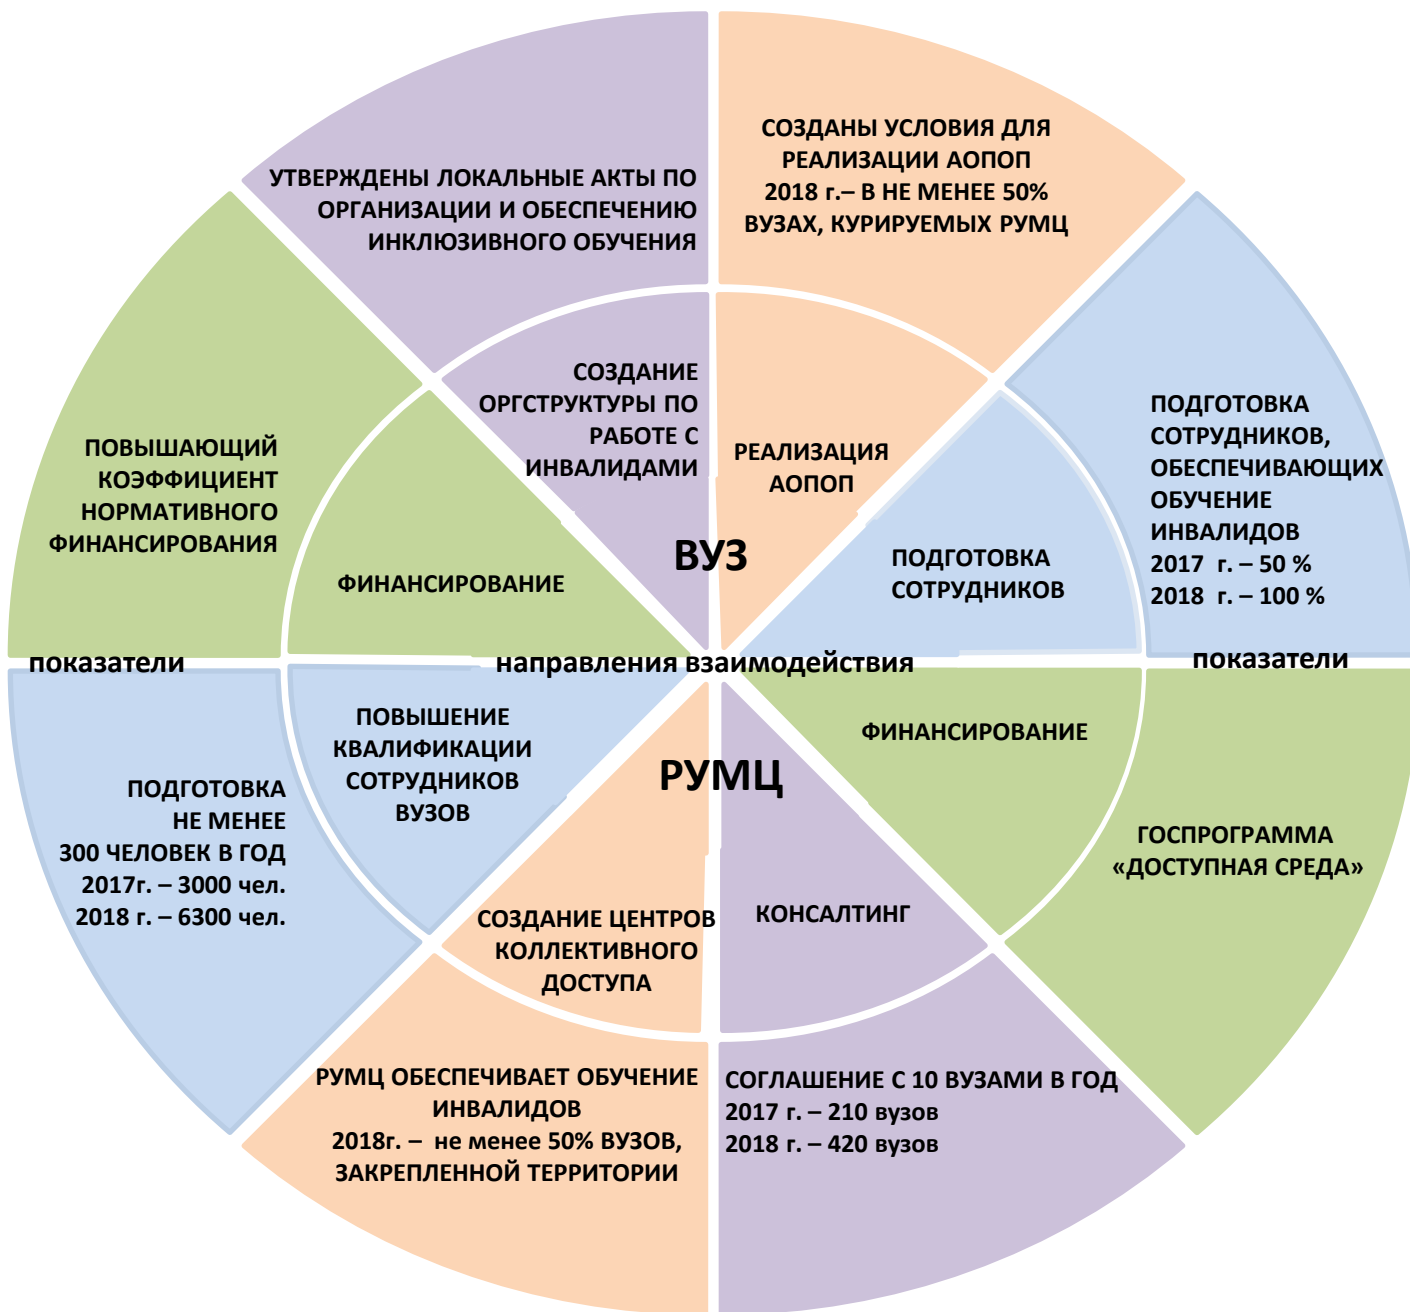 СОЗДАНЫ УСЛОВИЯ ДЛЯ
РЕАЛИЗАЦИИ АОПОП
2018 г.– В НЕ МЕНЕЕ 50%
ВУЗАХ, КУРИРУЕМЫХ РУМЦ
УТВЕРЖДЕНЫ ЛОКАЛЬНЫЕ АКТЫ ПО
ОРГАНИЗАЦИИ И ОБЕСПЕЧЕНИЮ
ИНКЛЮЗИВНОГО ОБУЧЕНИЯ
СОЗДАНИЕ
ОРГСТРУКТУРЫ ПО
РАБОТЕ С
ИНВАЛИДАМИ
РЕАЛИЗАЦИЯ
АОПОП
ПОДГОТОВКА
СОТРУДНИКОВ,
ОБЕСПЕЧИВАЮЩИХ
ОБУЧЕНИЕ
ИНВАЛИДОВ
2017 г. – 50 %
2018 г. – 100 %
ПОВЫШАЮЩИЙ
КОЭФФИЦИЕНТ
НОРМАТИВНОГО
ФИНАНСИРОВАНИЯ
ФИНАНСИРОВАНИЕ
ВУЗ
ПОДГОТОВКА
СОТРУДНИКОВ
показатели
направления взаимодействия
показатели
ПОВЫШЕНИЕ
КВАЛИФИКАЦИИ
СОТРУДНИКОВ
ВУЗОВ
РУМЦ
ФИНАНСИРОВАНИЕ
ПОДГОТОВКА
НЕ МЕНЕЕ
300 ЧЕЛОВЕК В ГОД
2017г. – 3000 чел.
2018 г. – 6300 чел.
ГОСПРОГРАММА
«ДОСТУПНАЯ СРЕДА»
СОЗДАНИЕ ЦЕНТРОВ
КОЛЛЕКТИВНОГО
ДОСТУПА
КОНСАЛТИНГ
РУМЦ ОБЕСПЕЧИВАЕТ ОБУЧЕНИЕ
ИНВАЛИДОВ
2018г. – не менее 50% ВУЗОВ,
ЗАКРЕПЛЕННОЙ ТЕРРИТОРИИ
СОГЛАШЕНИЕ С 10 ВУЗАМИ В ГОД
2017 г. – 210 вузов
2018 г. – 420 вузов